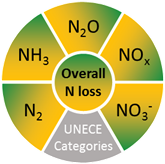 N₂O
NH₃
NOₓ
Overall
N loss
N₂
NO₃⁻
UNECE
Categories